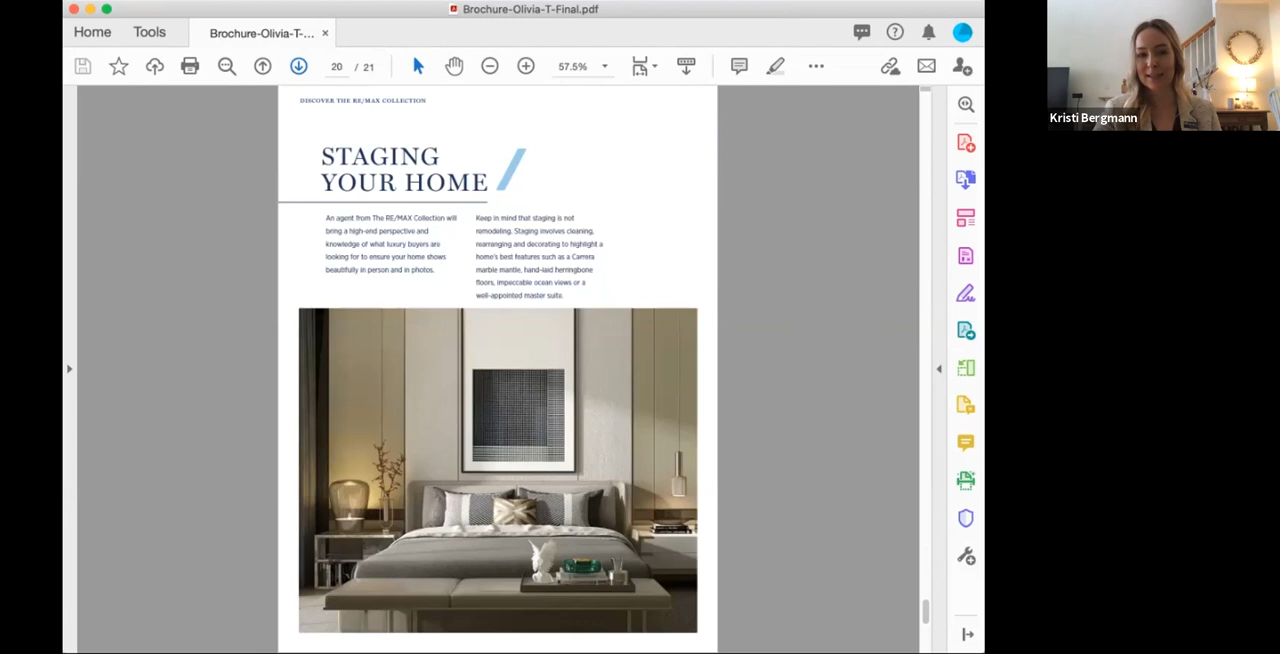 Brochure-Olivia-T-Final.pdf
Home Tools Brochure-Olivia-T-... ×
20 / 21 57.5%
Kristi Bergmann
DISCOVER THE RE/MAX COLLECTION
STAGING
YOUR HOME
An agent from The RE/MAX Collection will
bring a high-end perspective and
knowledge of what luxury buyers are
looking for to ensure your home shows
beautifully in person and in photos.
Keep in mind that staging is not
remodeling. Staging involves cleaning,
rearranging and decorating to highlight a
home's best features such as a Carrera
marble mantle, hand-laid herringbone
floors, impeccable ocean views or a
well-appointed master suite.